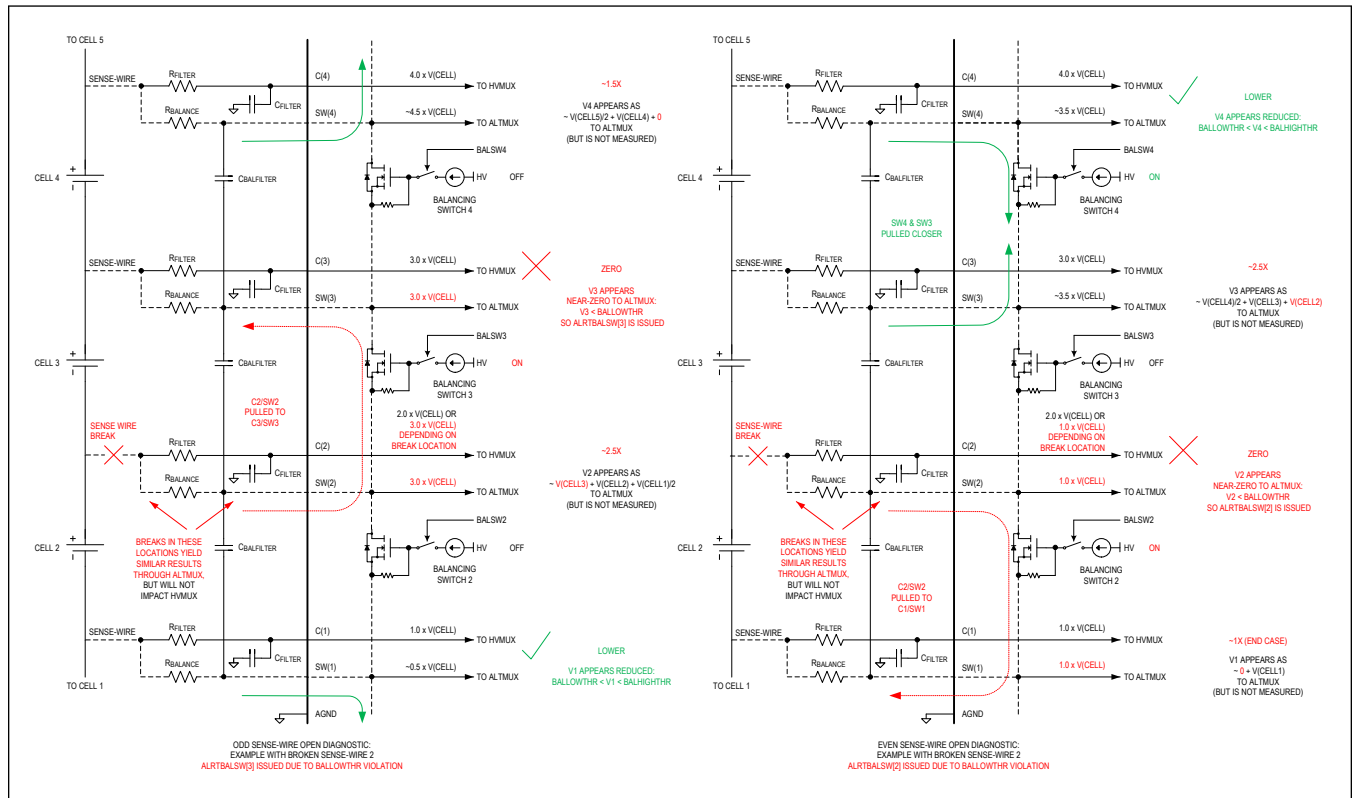 TO CELL 5
SENSE-WIRE
RFILTER
C(4)
4.0 x V(CELL)
TO HVMUX
CFILTER
RBALANCE
SW(4)
~4.5 x V(CELL)
TO ALTMUX
~1.5X
V4 APPEARS AS
~ V(CELL5)/2 + V(CELL4) + 0
TO ALTMUX
(BUT IS NOT MEASURED)
BALSW4
CELL 4
+
-
CBALFILTER
HV
OFF
BALANCING
SWITCH 4
SENSE-WIRE
RFILTER
C(3)
3.0 x V(CELL)
TO HVMUX
CFILTER
RBALANCE
SW(3)
3.0 x V(CELL)
TO ALTMUX
ZERO
V3 APPEARS
NEAR-ZERO TO ALTMUX:
V3 < BALLOWTHR
SO ALRTBALSW[3] IS ISSUED
BALSW3
CELL 3
+
-
CBALFILTER
HV
ON
BALANCING
SWITCH 3
C2/SW2
PULLED TO
C3/SW3
2.0 x V(CELL) OR
3.0 x V(CELL)
DEPENDING ON
BREAK LOCATION
SENSE WIRE
BREAK
RFILTER
C(2)
TO HVMUX
CFILTER
RBALANCE
SW(2)
3.0 x V(CELL)
TO ALTMUX
~2.5X
V2 APPEARS AS
~ V(CELL3) + V(CELL2) + V(CELL1)/2
TO ALTMUX
(BUT IS NOT MEASURED)
BALSW2
CELL 2
+
-
CBALFILTER
HV
OFF
BALANCING
SWITCH 2
BREAKS IN THESE
LOCATIONS YIELD
SIMILAR RESULTS
THROUGH ALTMUX,
BUT WILL NOT
IMPACT HVMUX
SENSE-WIRE
RFILTER
C(1)
1.0 x V(CELL)
TO HVMUX
CFILTER
RBALANCE
SW(1)
~0.5 x V(CELL)
TO ALTMUX
LOWER
V1 APPEARS REDUCED:
BALLOWTHR < V1 < BALHIGHTHR
TO CELL 1
AGND
ODD SENSE-WIRE OPEN DIAGNOSTIC:
EXAMPLE WITH BROKEN SENSE-WIRE 2
ALRTBALSW[3] ISSUED DUE TO BALLOWTHR VIOLATION
TO CELL 5
SENSE-WIRE
RFILTER
C(4)
4.0 x V(CELL)
TO HVMUX
CFILTER
RBALANCE
SW(4)
~3.5 x V(CELL)
TO ALTMUX
LOWER
V4 APPEARS REDUCED:
BALLOWTHR < V4 < BALHIGHTHR
BALSW4
CELL 4
+
-
CBALFILTER
HV
ON
BALANCING
SWITCH 4
SW4 & SW3
PULLED CLOSER
SENSE-WIRE
RFILTER
C(3)
3.0 x V(CELL)
TO HVMUX
CFILTER
RBALANCE
SW(3)
~3.5 x V(CELL)
TO ALTMUX
~2.5X
V3 APPEARS AS
~ V(CELL4)/2 + V(CELL3) + V(CELL2)
TO ALTMUX
(BUT IS NOT MEASURED)
BALSW3
CELL 3
+
-
CBALFILTER
HV
OFF
BALANCING
SWITCH 3
2.0 x V(CELL) OR
1.0 x V(CELL)
DEPENDING ON
BREAK LOCATION
SENSE-WIRE
BREAK
RFILTER
C(2)
TO HVMUX
CFILTER
RBALANCE
SW(2)
1.0 x V(CELL)
TO ALTMUX
ZERO
V2 APPEARS
NEAR-ZERO TO ALTMUX:
V2 < BALLOWTHR
SO ALRTBALSW[2] IS ISSUED
BALSW2
CELL 2
+
-
CBALFILTER
HV
ON
BALANCING
SWITCH 2
BREAKS IN THESE
LOCATIONS YIELD
SIMILAR RESULTS
THROUGH ALTMUX,
BUT WILL NOT
IMPACT HVMUX
C2/SW2
PULLED TO
C1/SW1
SENSE-WIRE
RFILTER
C(1)
1.0 x V(CELL)
TO HVMUX
CFILTER
RBALANCE
SW(1)
1.0 x V(CELL)
TO ALTMUX
~1X (END CASE)
V1 APPEARS AS
~ 0 + V(CELL1)
TO ALTMUX
(BUT IS NOT MEASURED)
TO CELL 1
AGND
EVEN SENSE-WIRE OPEN DIAGNOSTIC:
EXAMPLE WITH BROKEN SENSE-WIRE 2
ALRTBALSW[2] ISSUED DUE TO BALLOWTHR VIOLATION